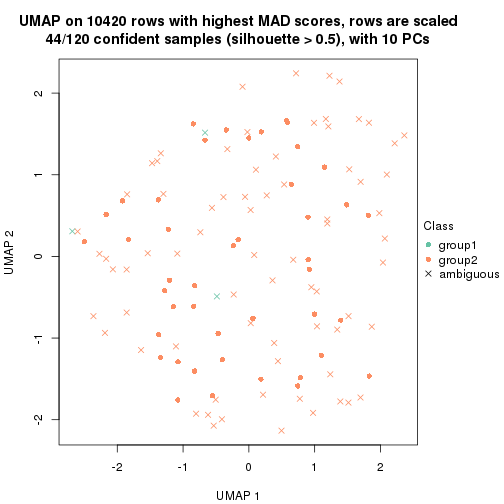 UMAP on 10420 rows with highest MAD scores, rows are scaled
44/120 confident samples (silhouette > 0.5), with 10 PCs
2
1
0
-1
-2
UMAP 2
-2
-1
0
1
2
UMAP 1
Class
group1
group2
ambiguous